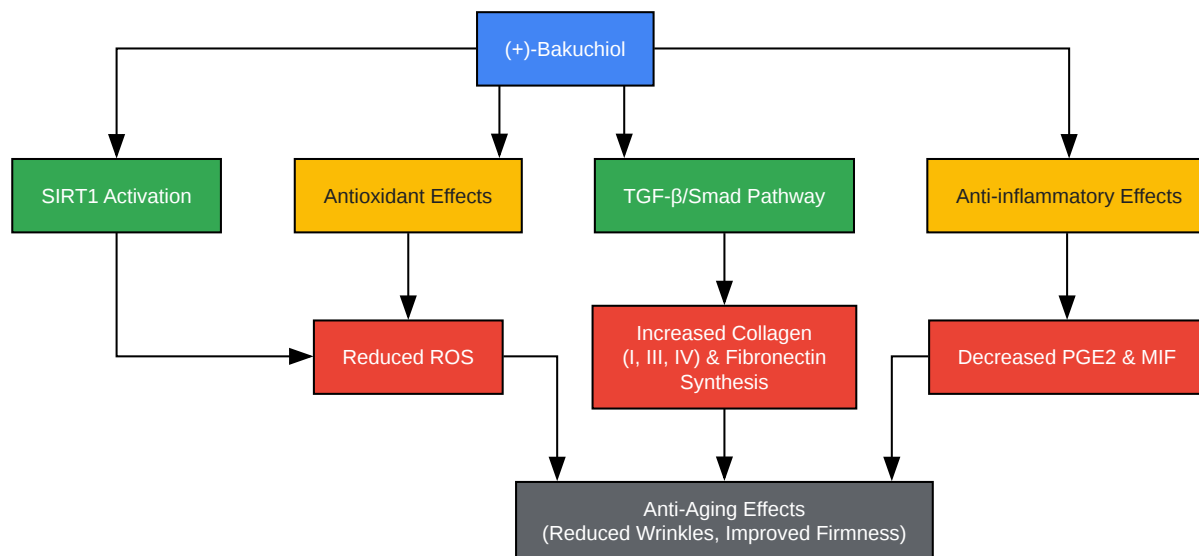 (+)-Bakuchiol
SIRT1 Activation
Antioxidant Effects
TGF-β/Smad Pathway
Anti-inflammatory Effects
Reduced ROS
Increased Collagen
(I, III, IV) & Fibronectin
Synthesis
Decreased PGE2 & MIF
Anti-Aging Effects
(Reduced Wrinkles, Improved Firmness)